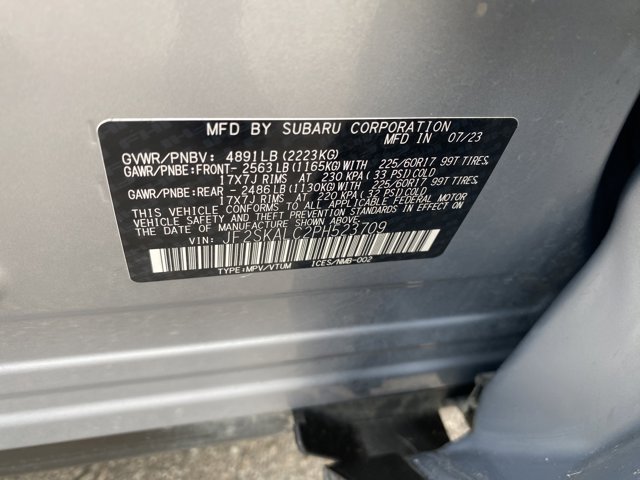 MFD BY SUBARU CORPORATION
MFD IN 07/23
GVWR/PNBV: 4891LB(2223KG)
GAWR/PNBE:FRONT- 2563LB(1165KG)WITH 225/60R17 99T TIRES,
17X7J RIMS AT 230 KPA(33 PSI)COLD
GAWR/PNBE:REAR - 2486LB(1130KG)WITH 225/60R17 99T TIRES,
17X7J RIMS AT 220 KPA(32 PSI)COLD
THIS VEHICLE CONFORMS TO ALL APPLICABLE FEDERAL MOTOR
VEHICLE SAFETY AND THEFT PREVENTION STANDARDS IN EFFECT
ON THE DATE OF MANUFACTURE SHOWN ABOVE.
VIN: JF2SKALC2PH523709
TYPE:MPV/VTUM ICES/NMB-002